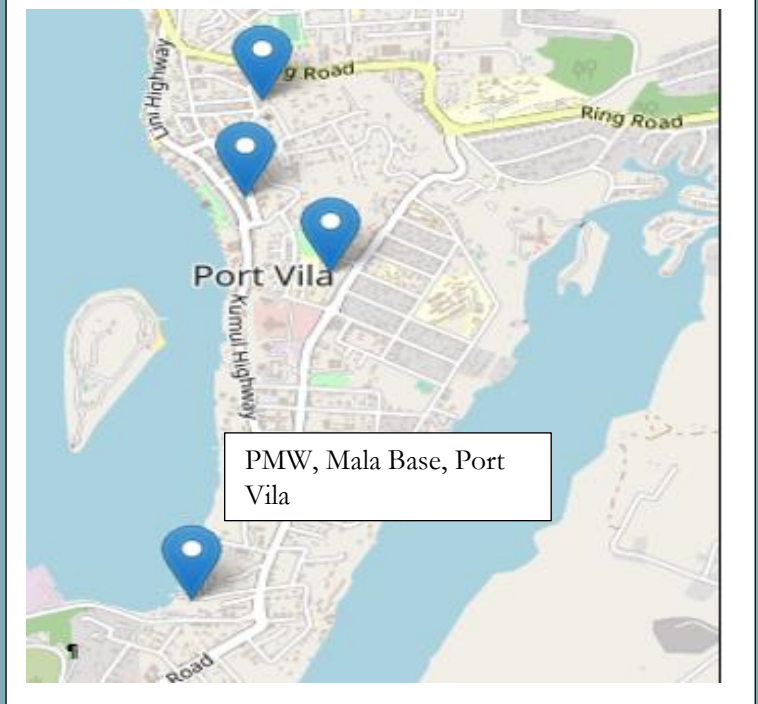 g Road
Lini Highway
Ring Road
Port Vila
Kumul Highway
PMW, Mala Base, Port
Vila
¶
Road